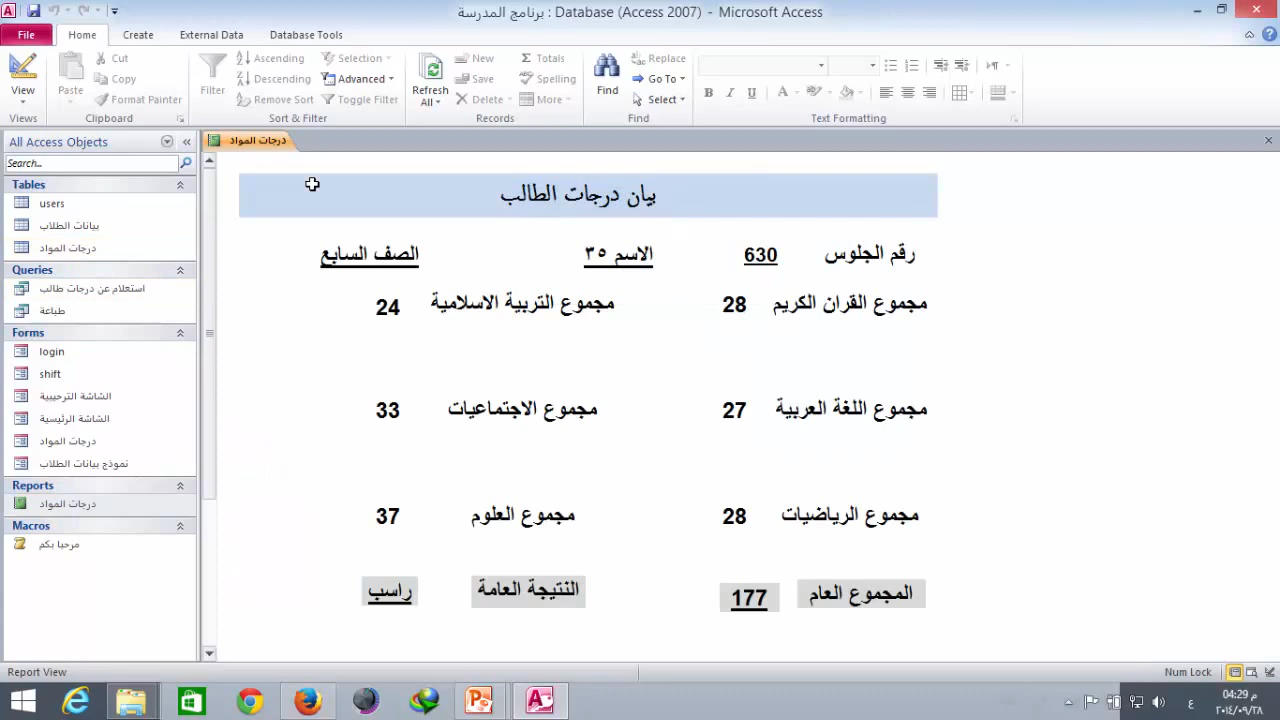 برنامج المدرسة : Database (Access 2007) - Microsoft Access
File Home Create External Data Database Tools
View
Views
Paste
Cut
Copy
Format Painter
Clipboard
Filter
Ascending
Descending
Remove Sort
Selection
Advanced
Toggle Filter
Sort & Filter
Refresh All
New
Save
Delete
Totals
Spelling
More
Records
Find
Replace
Go To
Select
Find
B I U
A
Text Formatting
All Access Objects
Search...
Tables
users
بيانات الطلاب
درجات المواد
Queries
استعلام عن درجات طالب
طباعة
Forms
login
shift
الشاشة الترحيبية
الشاشة الرئيسية
درجات المواد
نموذج بيانات الطلاب
Reports
درجات المواد
Macros
مرحبا بكم
درجات المواد
بيان درجات الطالب
رقم الجلوس 630 الاسم ٣٥ الصف السابع
مجموع القران الكريم 28 مجموع التربية الاسلامية 24
مجموع اللغة العربية 27 مجموع الاجتماعيات 33
مجموع الرياضيات 28 مجموع العلوم 37
المجموع العام 177 النتيجة العامة راسب
Report View
Num Lock
ع
04:29 م
٢٠١٤/٠٩/٢٨